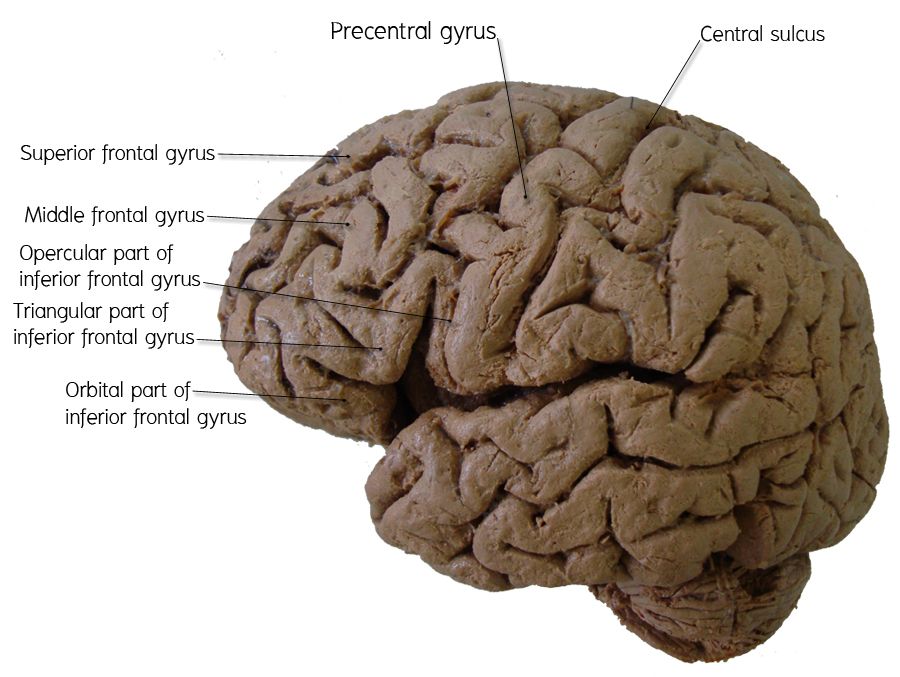 Precentral gyrus
Central sulcus
Superior frontal gyrus
Middle frontal gyrus
Opercular part of
inferior frontal gyrus
Triangular part of
inferior frontal gyrus
Orbital part of
inferior frontal gyrus